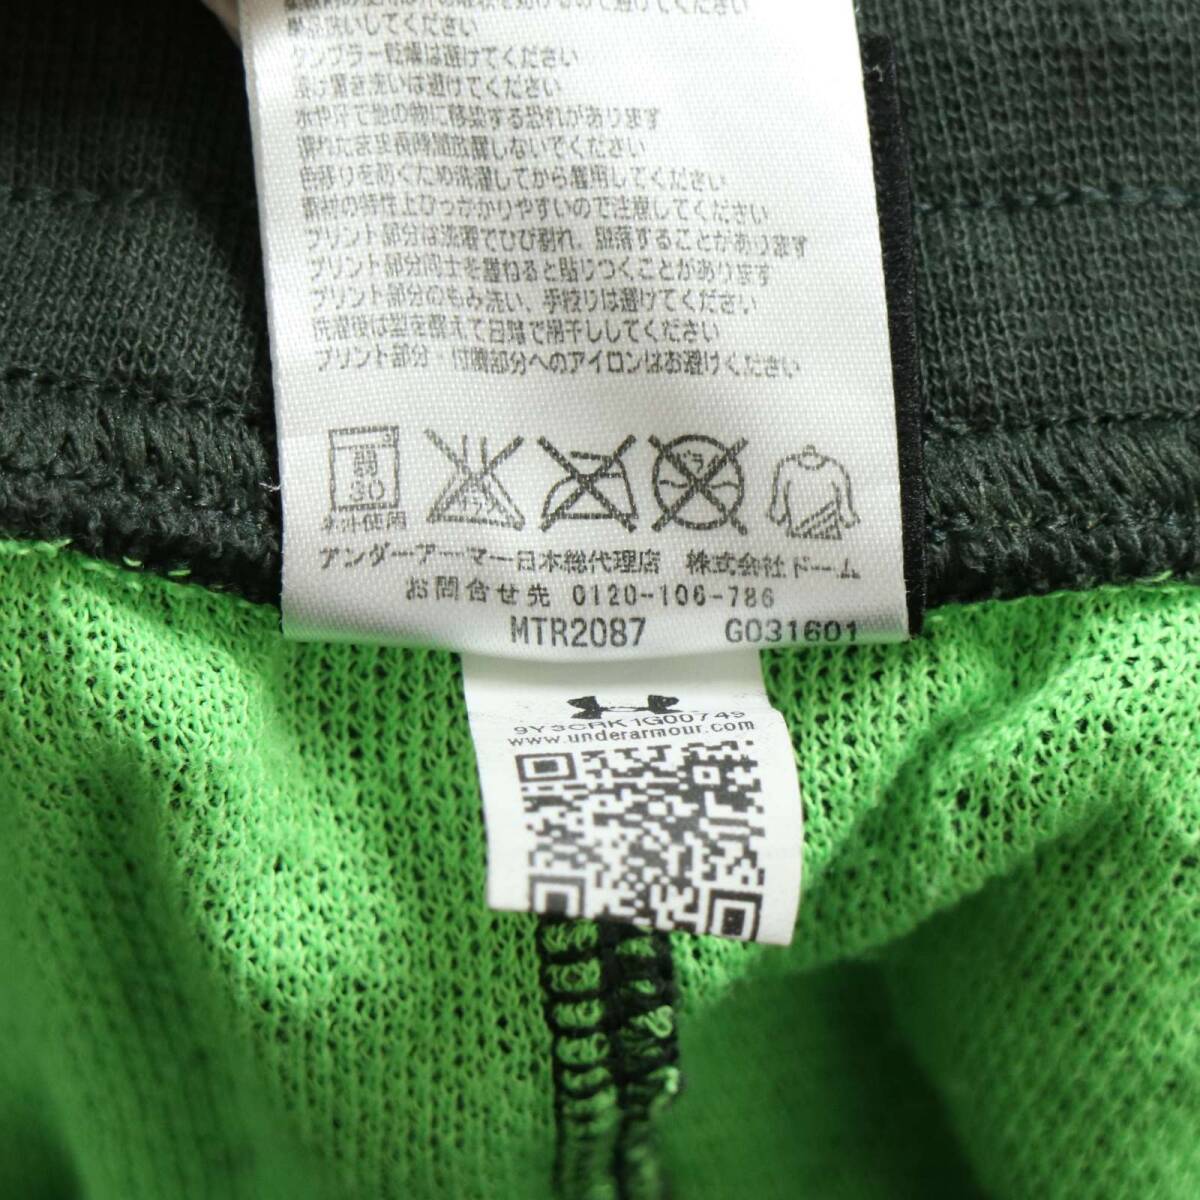 単品洗いしてください
タンブラー乾燥は避けてください
漬け置き洗いは避けてください
水や汗で他の物に移染する恐れがあります
濡れたまま長時間放置しないでください
色移りを防ぐため洗濯してから着用してください
素材の特性上ひっかかりやすいので注意してください
プリント部分は洗濯でひび割れ、脱落することがあります
プリント部分同士を重ねると貼りつくことがあります
プリント部分のもみ洗い、手絞りは避けてください
洗濯後は型を整えて日陰で吊干ししてください
プリント部分・付属部分へのアイロンはお避けください
30
ネット使用
アンダーアーマー日本総代理店 株式会社ドーム
お問合せ先 0120-106-786
MTR2087 G031601
9Y3CRK1G00749
www.underarmour.com